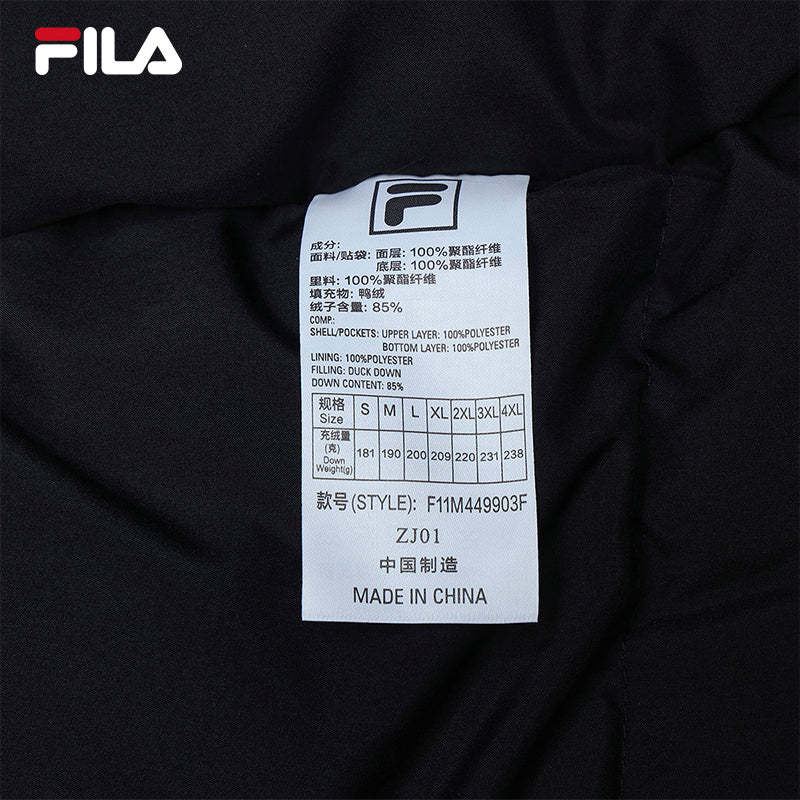 FILA
F
成分:
面料/贴袋: 面层: 100%聚酯纤维
底层: 100%聚酯纤维
里料: 100%聚酯纤维
填充物: 鸭绒
绒子含量: 85%
COMP.:
SHELL/POCKETS: UPPER LAYER: 100%POLYESTER
BOTTOM LAYER: 100%POLYESTER
LINING: 100%POLYESTER
FILLING: DUCK DOWN
DOWN CONTENT: 85%
规格 Size S M L XL 2XL 3XL 4XL
充绒量 (克) Down Weight(g) 181 190 200 209 220 231 238
款号(STYLE): F11M449903F
ZJ01
中国制造
MADE IN CHINA